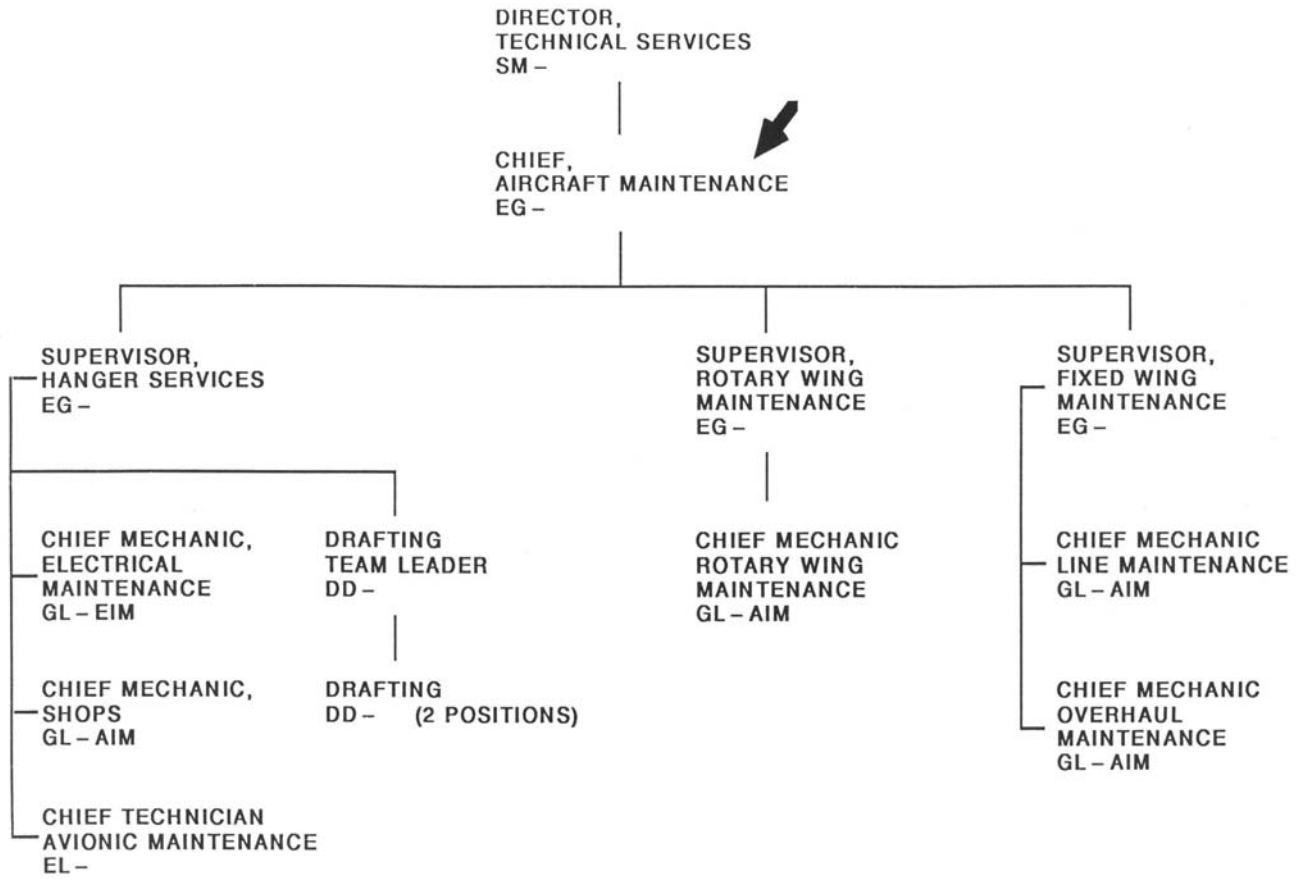 DIRECTOR,
TECHNICAL SERVICES
SM –
CHIEF,
AIRCRAFT MAINTENANCE
EG –
SUPERVISOR,
HANGER SERVICES
EG –
SUPERVISOR,
ROTARY WING
MAINTENANCE
EG –
SUPERVISOR,
FIXED WING
MAINTENANCE
EG –
CHIEF MECHANIC,
ELECTRICAL
MAINTENANCE
GL – EIM
DRAFTING
TEAM LEADER
DD –
CHIEF MECHANIC
ROTARY WING
MAINTENANCE
GL – AIM
CHIEF MECHANIC
LINE MAINTENANCE
GL – AIM
CHIEF MECHANIC,
SHOPS
GL – AIM
DRAFTING
DD – (2 POSITIONS)
CHIEF MECHANIC
OVERHAUL
MAINTENANCE
GL – AIM
CHIEF TECHNICIAN
AVIONIC MAINTENANCE
EL –